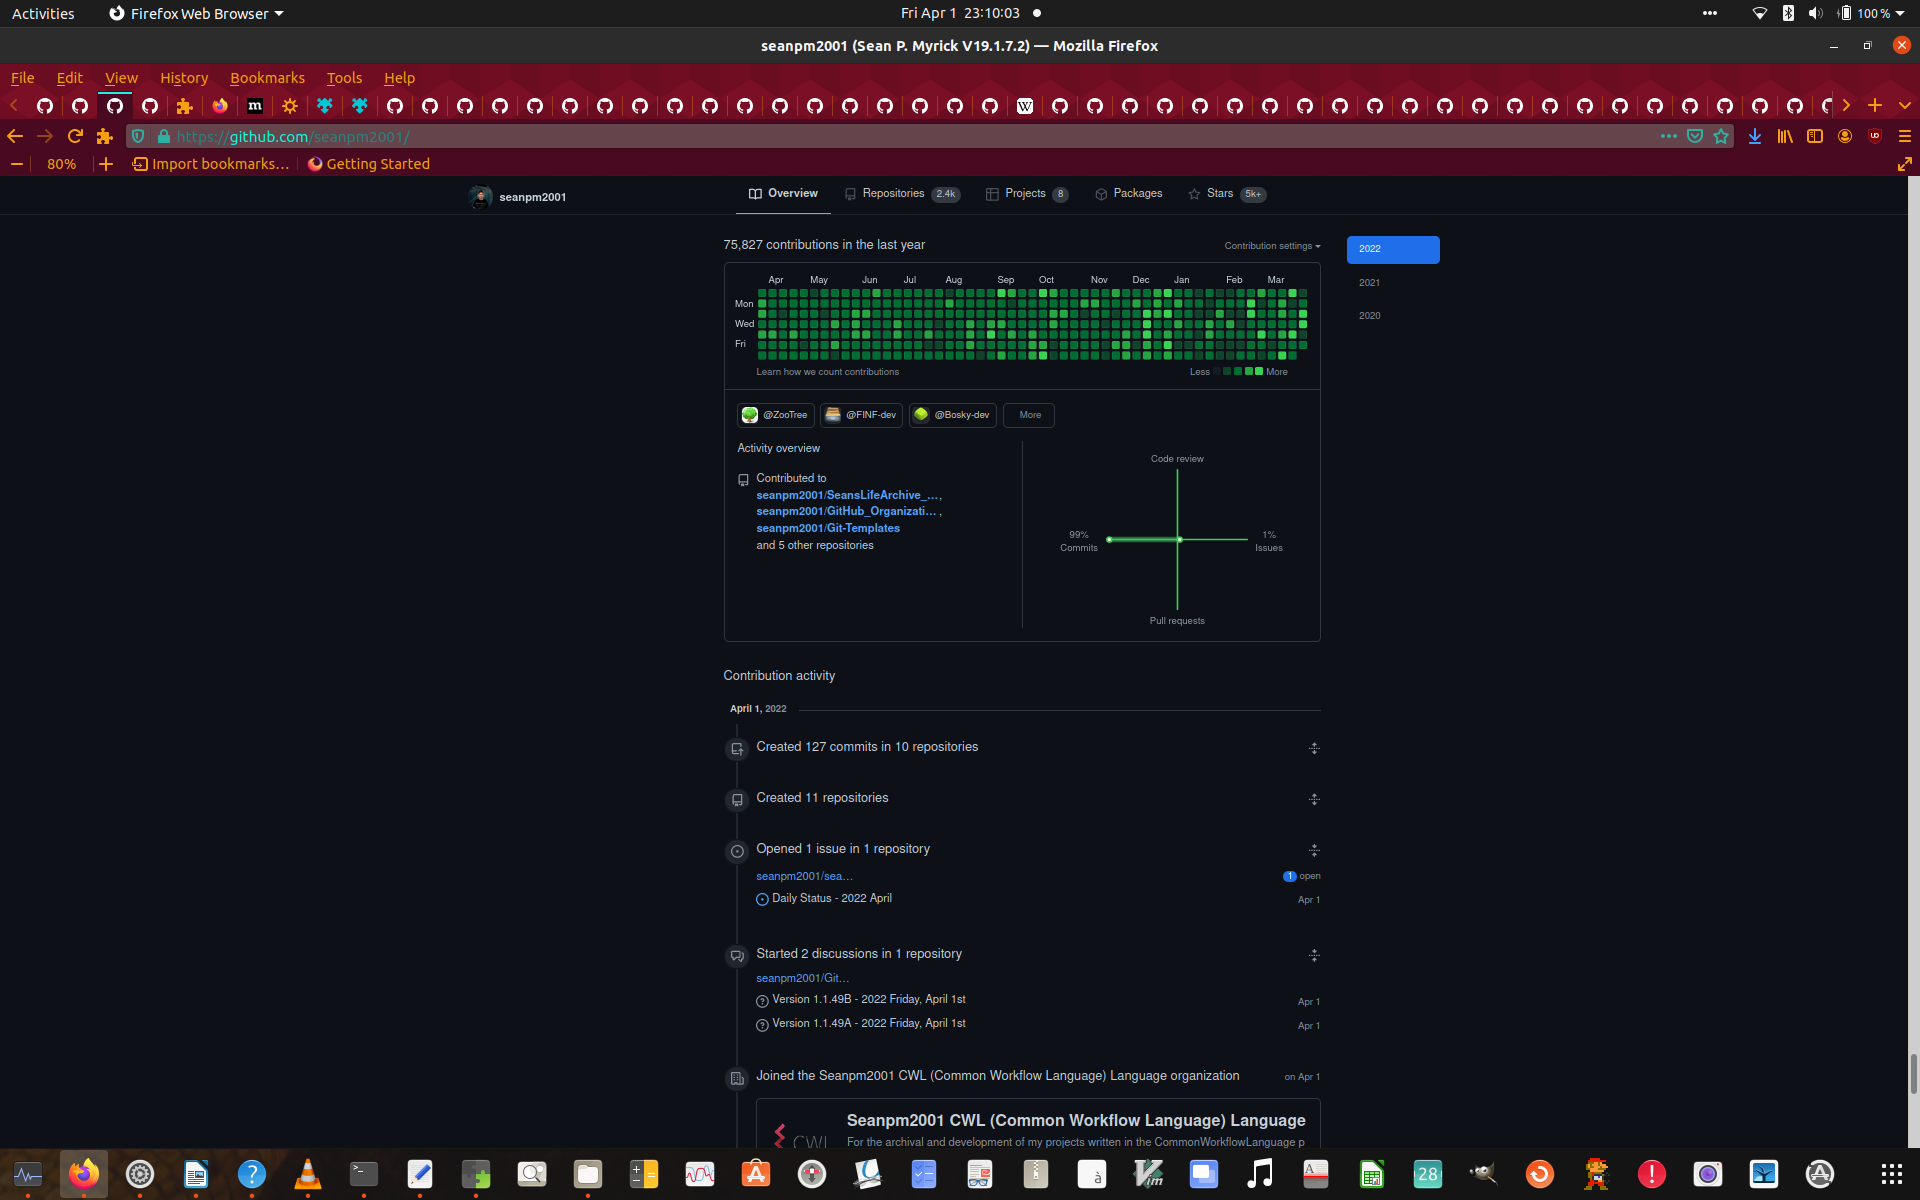 Activities
Firefox Web Browser
Fri Apr 1 23:10:03
100 %
seanpm2001 (Sean P. Myrick V19.1.7.2) — Mozilla Firefox
File Edit View History Bookmarks Tools Help
https://github.com/seanpm2001/
80%
Import bookmarks…
Getting Started
seanpm2001
Overview
Repositories 2.4k
Projects 8
Packages
Stars 5k+
75,827 contributions in the last year
Contribution settings
2022
2021
2020
Apr May Jun Jul Aug Sep Oct Nov Dec Jan Feb Mar
Mon
Wed
Fri
Learn how we count contributions
Less
More
@ZooTree
@FINF-dev
@Bosky-dev
More
Activity overview
Contributed to
seanpm2001/SeansLifeArchive_… ,
seanpm2001/GitHub_Organizati… ,
seanpm2001/Git-Templates
and 5 other repositories
Code review
99%
Commits
1%
Issues
Pull requests
Contribution activity
April 1, 2022
Created 127 commits in 10 repositories
Created 11 repositories
Opened 1 issue in 1 repository
seanpm2001/sea…
1 open
Daily Status - 2022 April
Apr 1
Started 2 discussions in 1 repository
seanpm2001/Git…
Version 1.1.49B - 2022 Friday, April 1st
Apr 1
Version 1.1.49A - 2022 Friday, April 1st
Apr 1
Joined the Seanpm2001 CWL (Common Workflow Language) Language organization
on Apr 1
CWL
Seanpm2001 CWL (Common Workflow Language) Language
For the archival and development of my projects written in the CommonWorkflowLanguage p
28